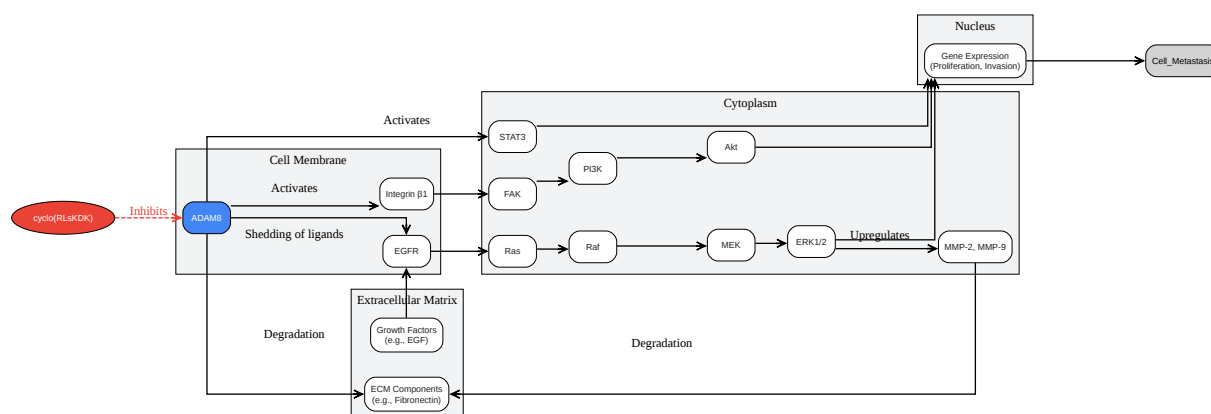 Nucleus
Gene Expression
(Proliferation, Invasion)
Cell_Metastasis
Cytoplasm
Activates
STAT3
Akt
Cell Membrane
PI3K
Activates
Integrin β1
FAK
cyclo(RLsKDK)
Inhibits
ADAM8
Shedding of ligands
EGFR
Ras
Raf
MEK
ERK1/2
Upregulates
MMP-2, MMP-9
Extracellular Matrix
Growth Factors
(e.g., EGF)
Degradation
Degradation
ECM Components
(e.g., Fibronectin)